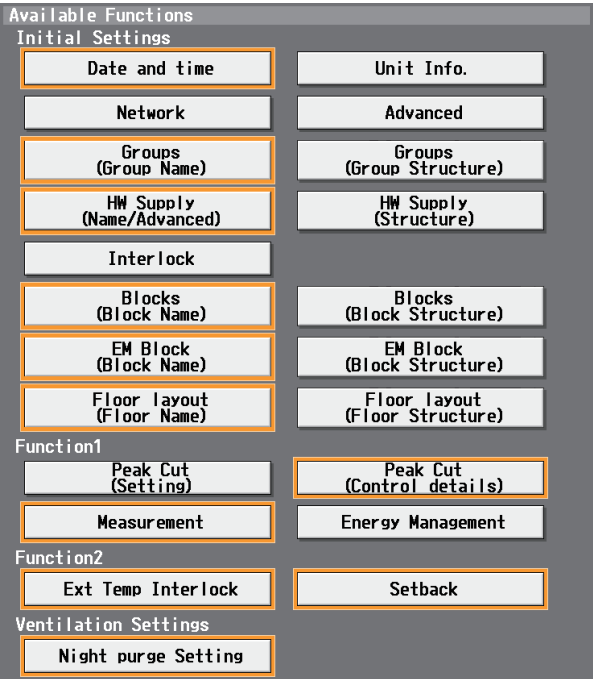 Available Functions
Initial Settings
Date and time
Unit Info.
Network
Advanced
Groups
(Group Name)
Groups
(Group Structure)
HW Supply
(Name/Advanced)
HW Supply
(Structure)
Interlock
Blocks
(Block Name)
Blocks
(Block Structure)
EM Block
(Block Name)
EM Block
(Block Structure)
Floor layout
(Floor Name)
Floor layout
(Floor Structure)
Function1
Peak Cut
(Setting)
Peak Cut
(Control details)
Measurement
Energy Management
Function2
Ext Temp Interlock
Setback
Ventilation Settings
Night purge Setting